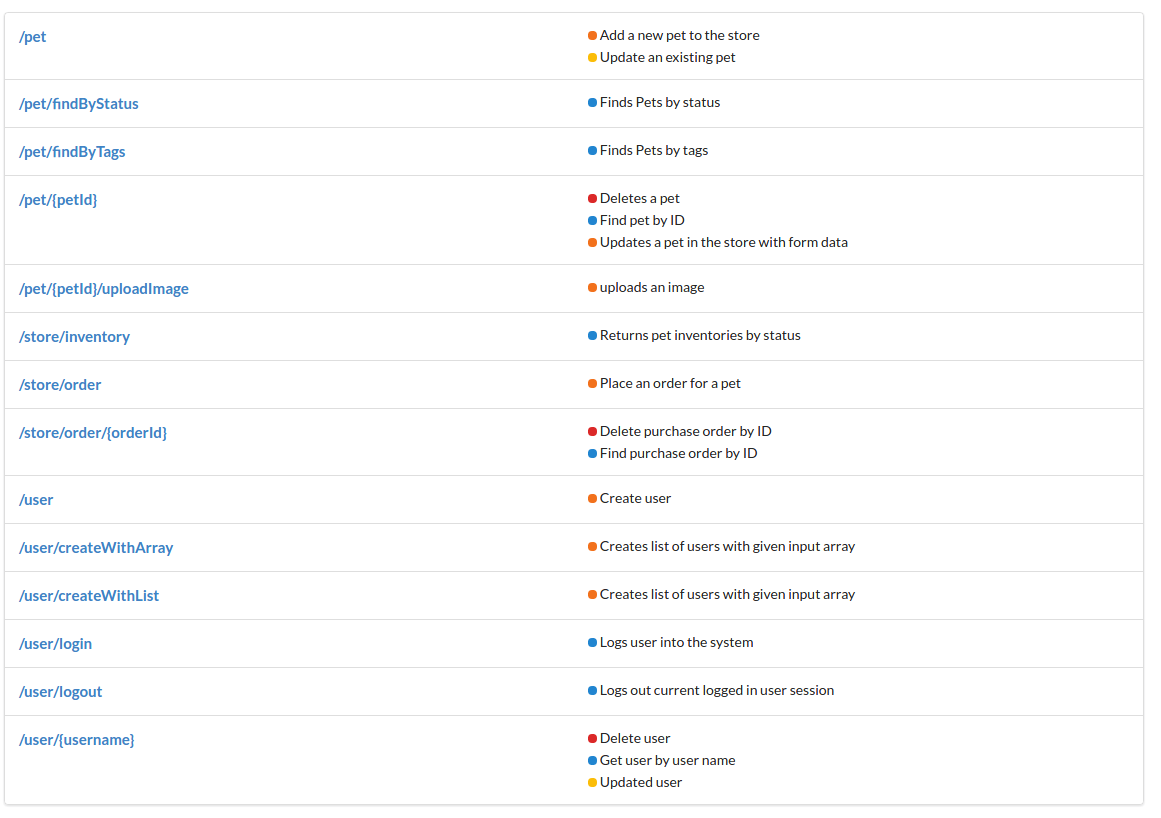 /pet
Add a new pet to the store
Update an existing pet
/pet/findByStatus
Finds Pets by status
/pet/findByTags
Finds Pets by tags
/pet/{petId}
Deletes a pet
Find pet by ID
Updates a pet in the store with form data
/pet/{petId}/uploadImage
uploads an image
/store/inventory
Returns pet inventories by status
/store/order
Place an order for a pet
/store/order/{orderId}
Delete purchase order by ID
Find purchase order by ID
/user
Create user
/user/createWithArray
Creates list of users with given input array
/user/createWithList
Creates list of users with given input array
/user/login
Logs user into the system
/user/logout
Logs out current logged in user session
/user/{username}
Delete user
Get user by user name
Updated user